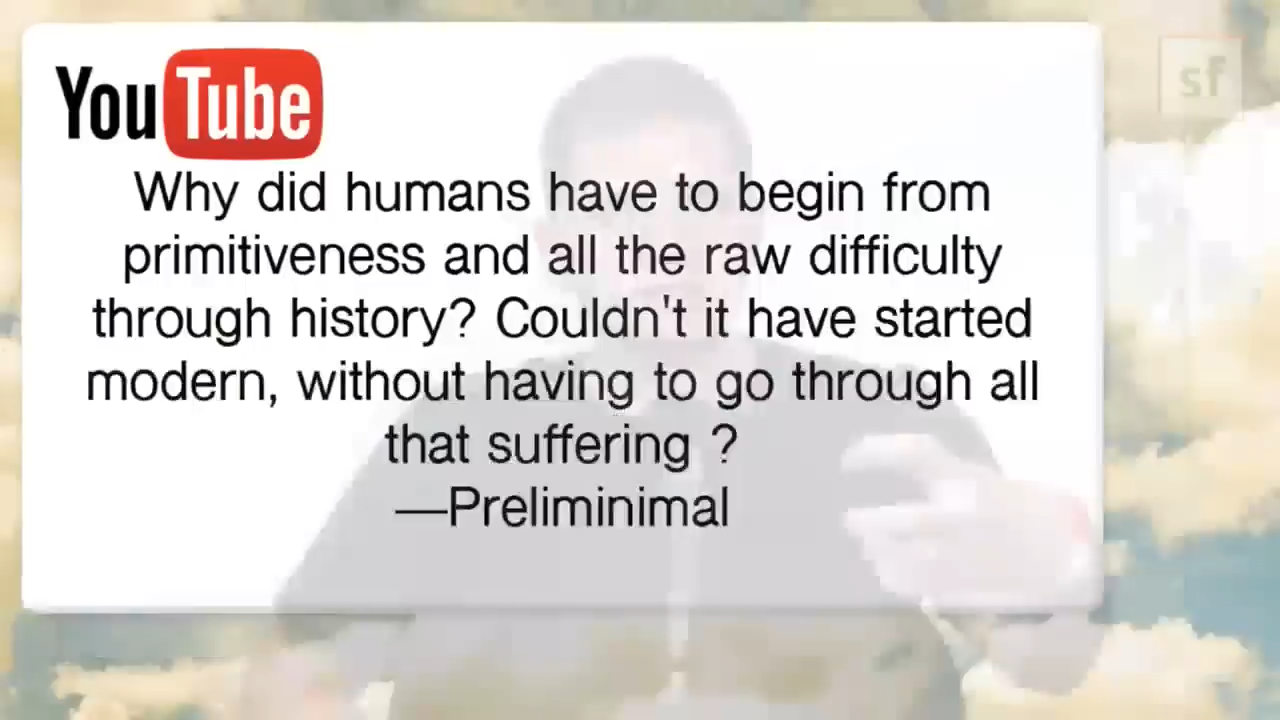 YouTube
Why did humans have to begin from
primitiveness and all the raw difficulty
through history? Couldn't it have started
modern, without having to go through all
that suffering ?
—Preliminimal
sf